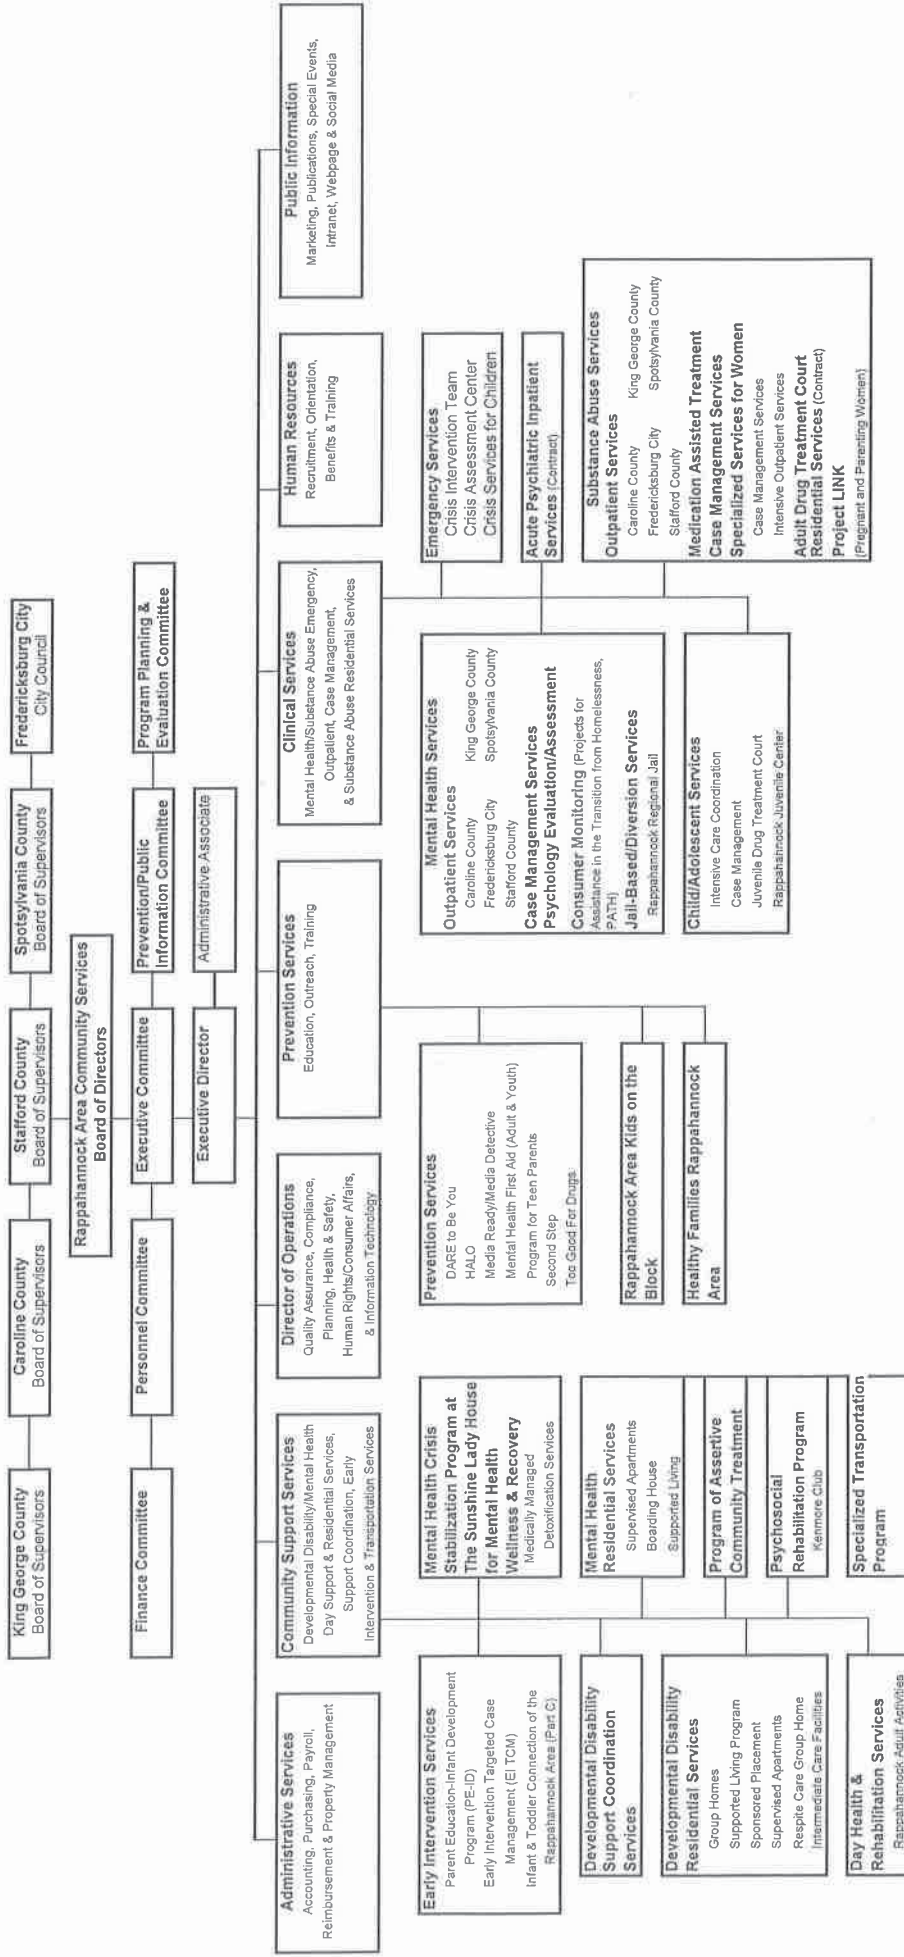 King George County
Board of Supervisors
Caroline County
Board of Supervisors
Stafford County
Board of Supervisors
Spotsylvania County
Board of Supervisors
Fredericksburg City
City Council
Rappahannock Area Community Services
Board of Directors
Finance Committee
Personnel Committee
Executive Committee
Prevention/Public
Information Committee
Program Planning &
Evaluation Committee
Executive Director
Administrative Associate
Administrative Services
Accounting, Purchasing, Payroll,
Reimbursement & Property Management
Community Support Services
Developmental Disability/Mental Health
Day Support & Residential Services,
Support Coordination, Early
Intervention & Transportation Services
Director of Operations
Quality Assurance, Compliance,
Planning, Health & Safety,
Human Rights/Consumer Affairs,
& Information Technology
Prevention Services
Education, Outreach, Training
Clinical Services
Mental Health/Substance Abuse Emergency,
Outpatient, Case Management,
& Substance Abuse Residential Services
Human Resources
Recruitment, Orientation,
Benefits & Training
Public Information
Marketing, Publications, Special Events,
Intranet, Webpage & Social Media
Early Intervention Services
Parent Education-Infant Development
Program (PE-ID)
Early Intervention Targeted Case
Management (EI TCM)
Infant & Toddler Connection of the
Rappahannock Area (Part C)
Developmental Disability
Support Coordination
Services
Developmental Disability
Residential Services
Group Homes
Supported Living Program
Sponsored Placement
Supervised Apartments
Respite Care Group Home
Intermediate Care Facilities
Day Health &
Rehabilitation Services
Rappahannock Adult Activities
Mental Health Crisis
Stabilization Program at
The Sunshine Lady House
for Mental Health
Wellness & Recovery
Medically Managed
Detoxification Services
Mental Health
Residential Services
Supervised Apartments
Boarding House
Supported Living
Program of Assertive
Community Treatment
Psychosocial
Rehabilitation Program
Kenmore Club
Specialized Transportation
Program
Prevention Services
DARE to Be You
HALO
Media Ready/Media Detective
Mental Health First Aid (Adult & Youth)
Program for Teen Parents
Second Step
Too Good For Drugs
Rappahannock Area Kids on the
Block
Healthy Families Rappahannock
Area
Mental Health Services
Outpatient Services
Caroline County King George County
Fredericksburg City Spotsylvania County
Stafford County
Case Management Services
Psychology Evaluation/Assessment
Consumer Monitoring (Projects for
Assistance in the Transition from Homelessness,
PATH)
Jail-Based/Diversion Services
Rappahannock Regional Jail
Child/Adolescent Services
Intensive Care Coordination
Case Management
Juvenile Drug Treatment Court
Rappahannock Juvenile Center
Emergency Services
Crisis Intervention Team
Crisis Assessment Center
Crisis Services for Children
Acute Psychiatric Inpatient
Services (Contract)
Substance Abuse Services
Outpatient Services
Caroline County King George County
Fredericksburg City Spotsylvania County
Stafford County
Medication Assisted Treatment
Case Management Services
Specialized Services for Women
Case Management Services
Intensive Outpatient Services
Adult Drug Treatment Court
Residential Services (Contract)
Project LINK
(Pregnant and Parenting Women)